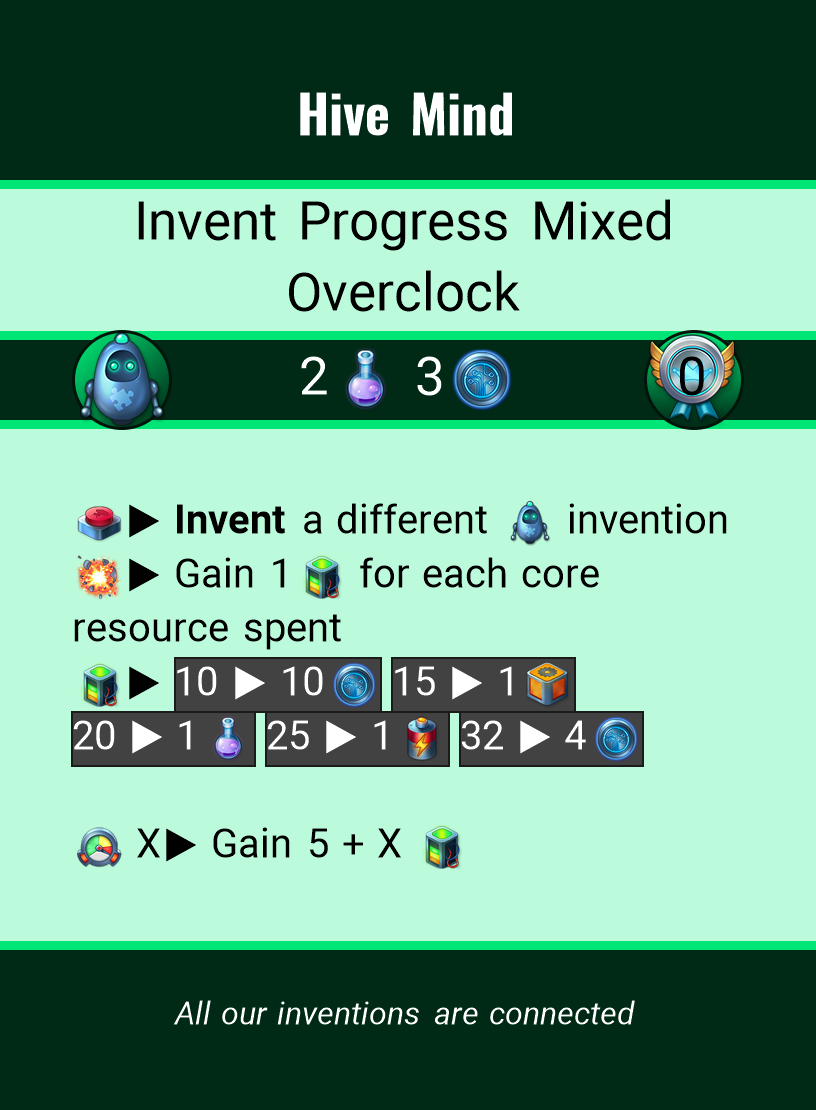 Hive Mind
Invent Progress Mixed
Overclock
2 3 0
▶ Invent a different invention
▶ Gain 1 for each core
resource spent
▶ 10 ▶ 10 15 ▶ 1
20 ▶ 1 25 ▶ 1 32 ▶ 4
X▶ Gain 5 + X
All our inventions are connected